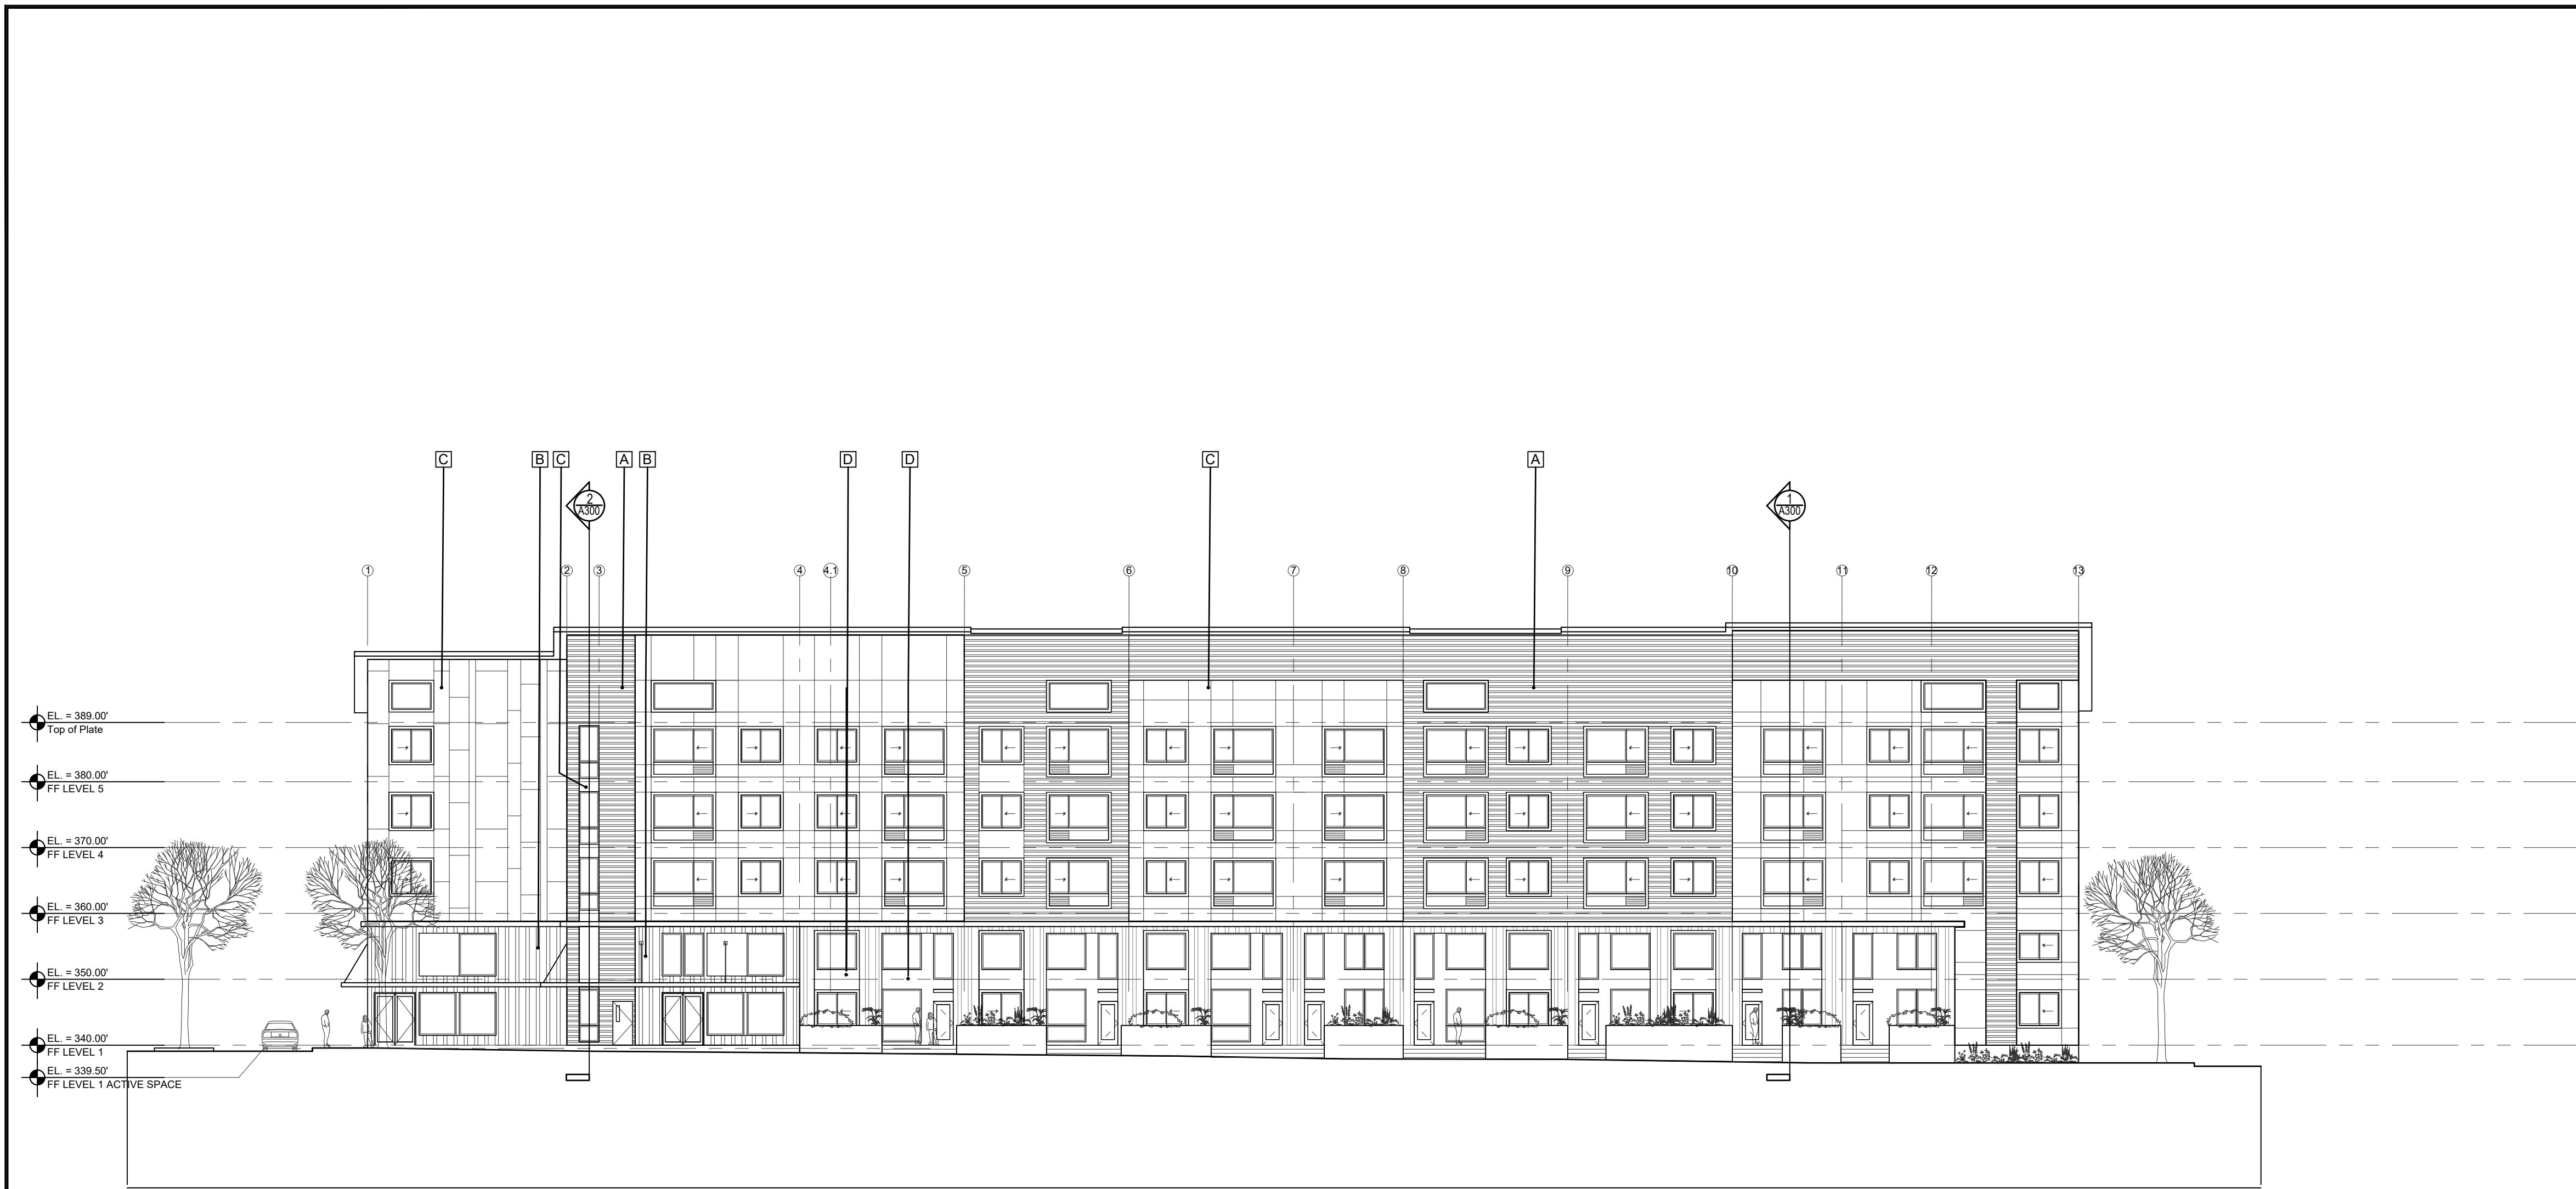 C B C A B D D C A
2
A300
1
A300
1 2 3 4 4.1 5 6 7 8 9 10 11 12 13
EL. = 389.00'
Top of Plate
EL. = 380.00'
FF LEVEL 5
EL. = 370.00'
FF LEVEL 4
EL. = 360.00'
FF LEVEL 3
EL. = 350.00'
FF LEVEL 2
EL. = 340.00'
FF LEVEL 1
EL. = 339.50'
FF LEVEL 1 ACTIVE SPACE